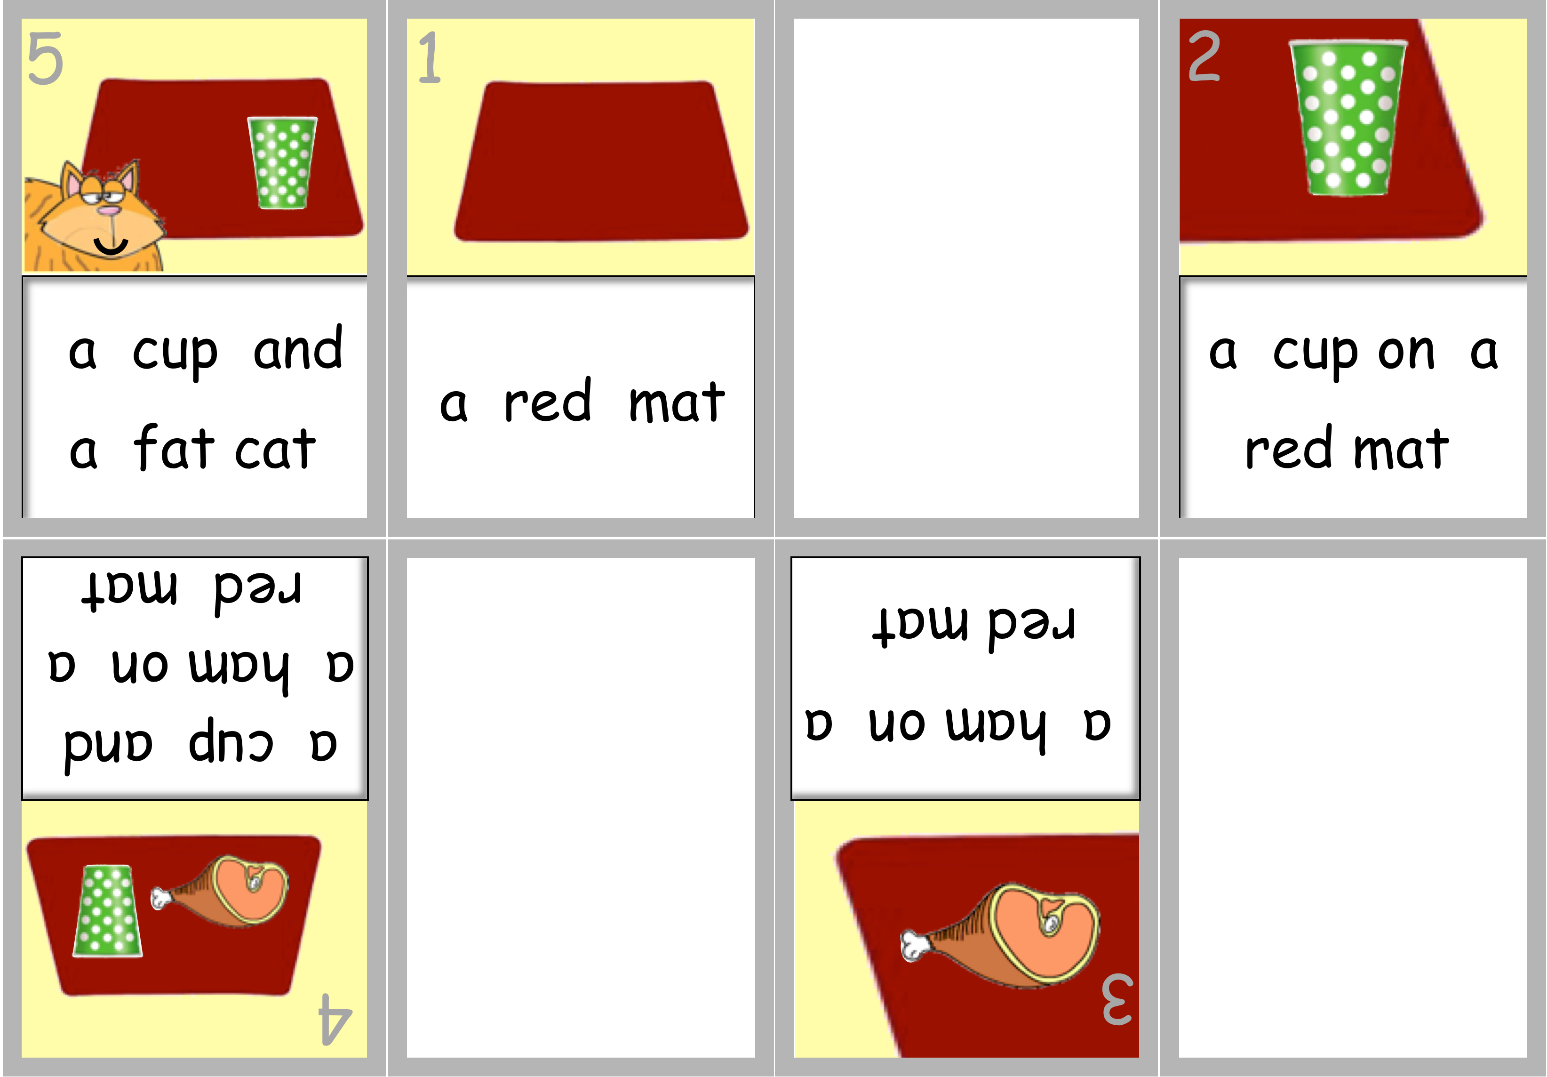 5
a cup and
a fat cat
1
a red mat
2
a cup on a
red mat
a cup and
a ham on a
red mat
4
a ham on a
red mat
3